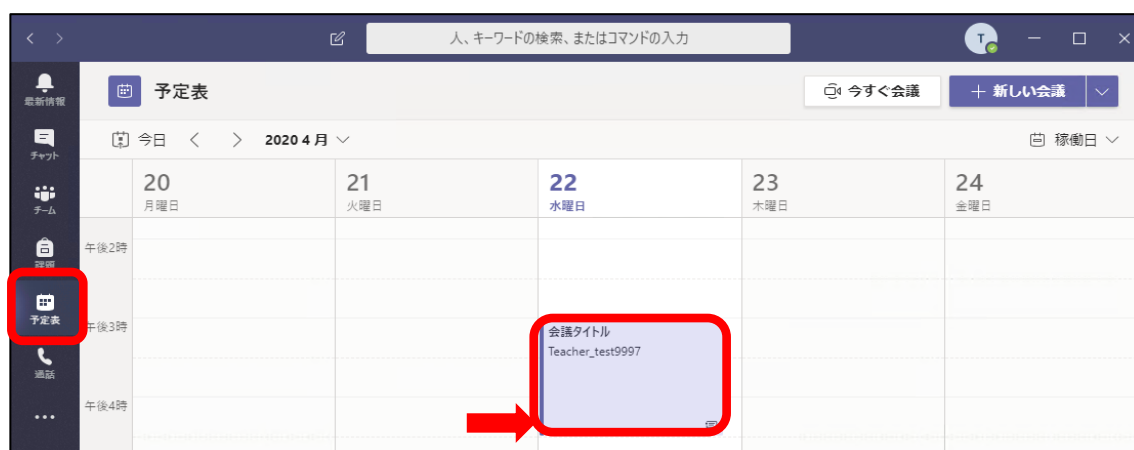 人、キーワードの検索、またはコマンドの入力
T
最新情報
チャット
チーム
課題
予定表
通話
予定表
今すぐ会議
新しい会議
今日
2020 4 月
稼働日
20
月曜日
21
火曜日
22
水曜日
23
木曜日
24
金曜日
午後2時
午後3時
午後4時
会議タイトル
Teacher_test9997